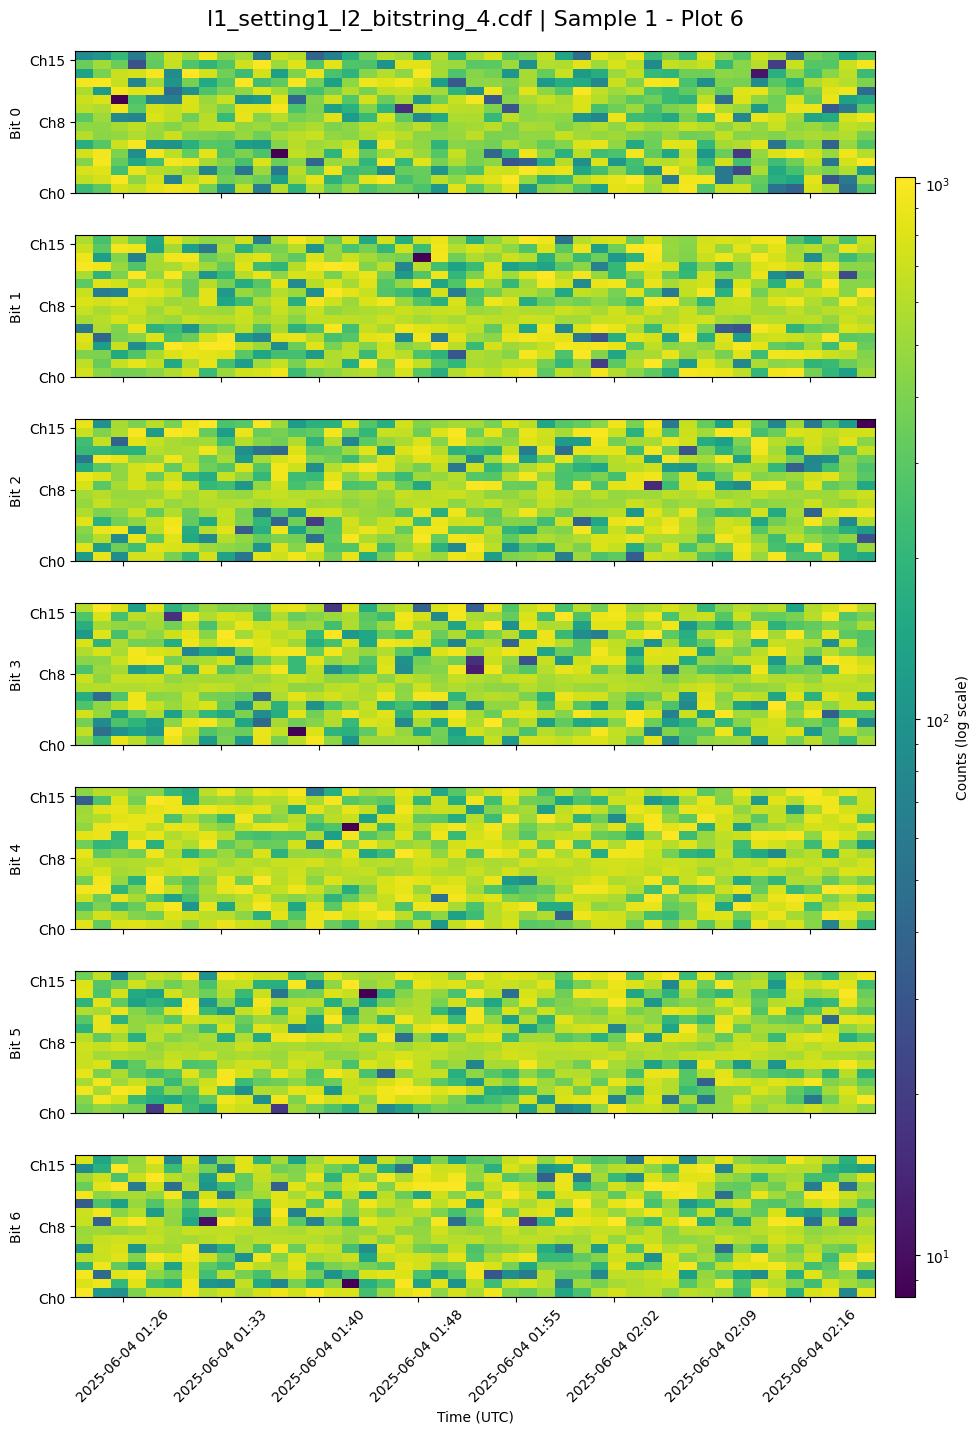 l1_setting1_l2_bitstring_4.cdf | Sample 1 - Plot 6
Bit 0
Ch15
Ch8
Ch0
Bit 1
Ch15
Ch8
Ch0
Bit 2
Ch15
Ch8
Ch0
Bit 3
Ch15
Ch8
Ch0
Bit 4
Ch15
Ch8
Ch0
Bit 5
Ch15
Ch8
Ch0
Bit 6
Ch15
Ch8
Ch0
2025-06-04 01:26
2025-06-04 01:33
2025-06-04 01:40
2025-06-04 01:48
2025-06-04 01:55
2025-06-04 02:02
2025-06-04 02:09
2025-06-04 02:16
Time (UTC)
10³
10²
10¹
Counts (log scale)